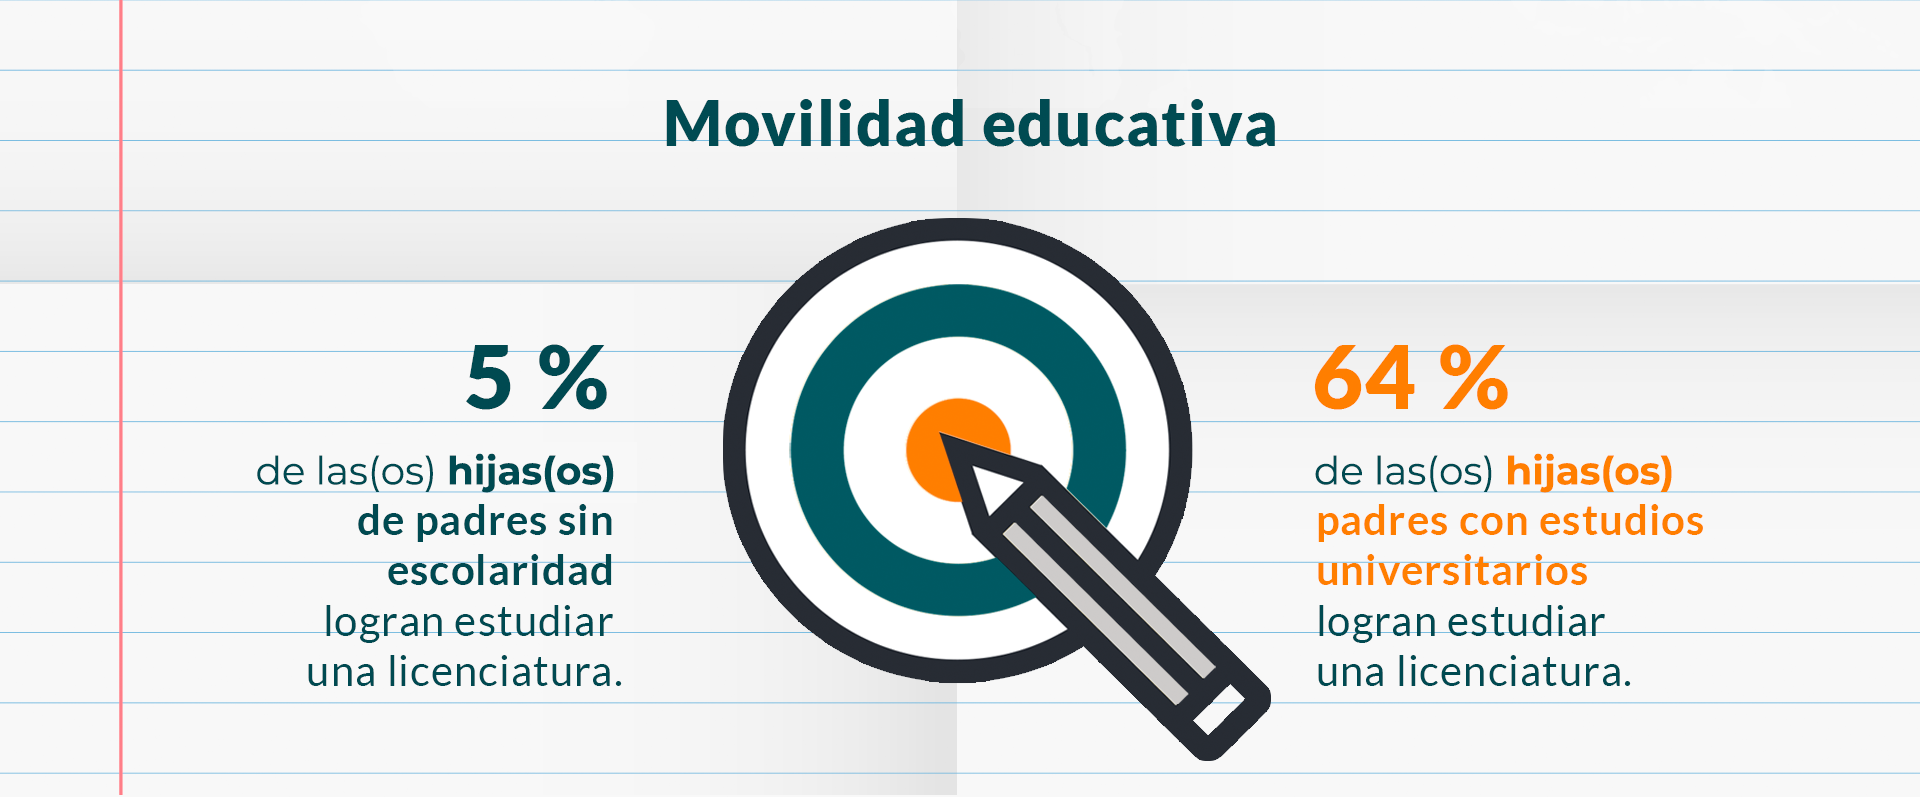 Movilidad educativa
5 %
de las(os) hijas(os)
de padres sin
escolaridad
logran estudiar
una licenciatura.
64 %
de las(os) hijas(os)
padres con estudios
universitarios
logran estudiar
una licenciatura.